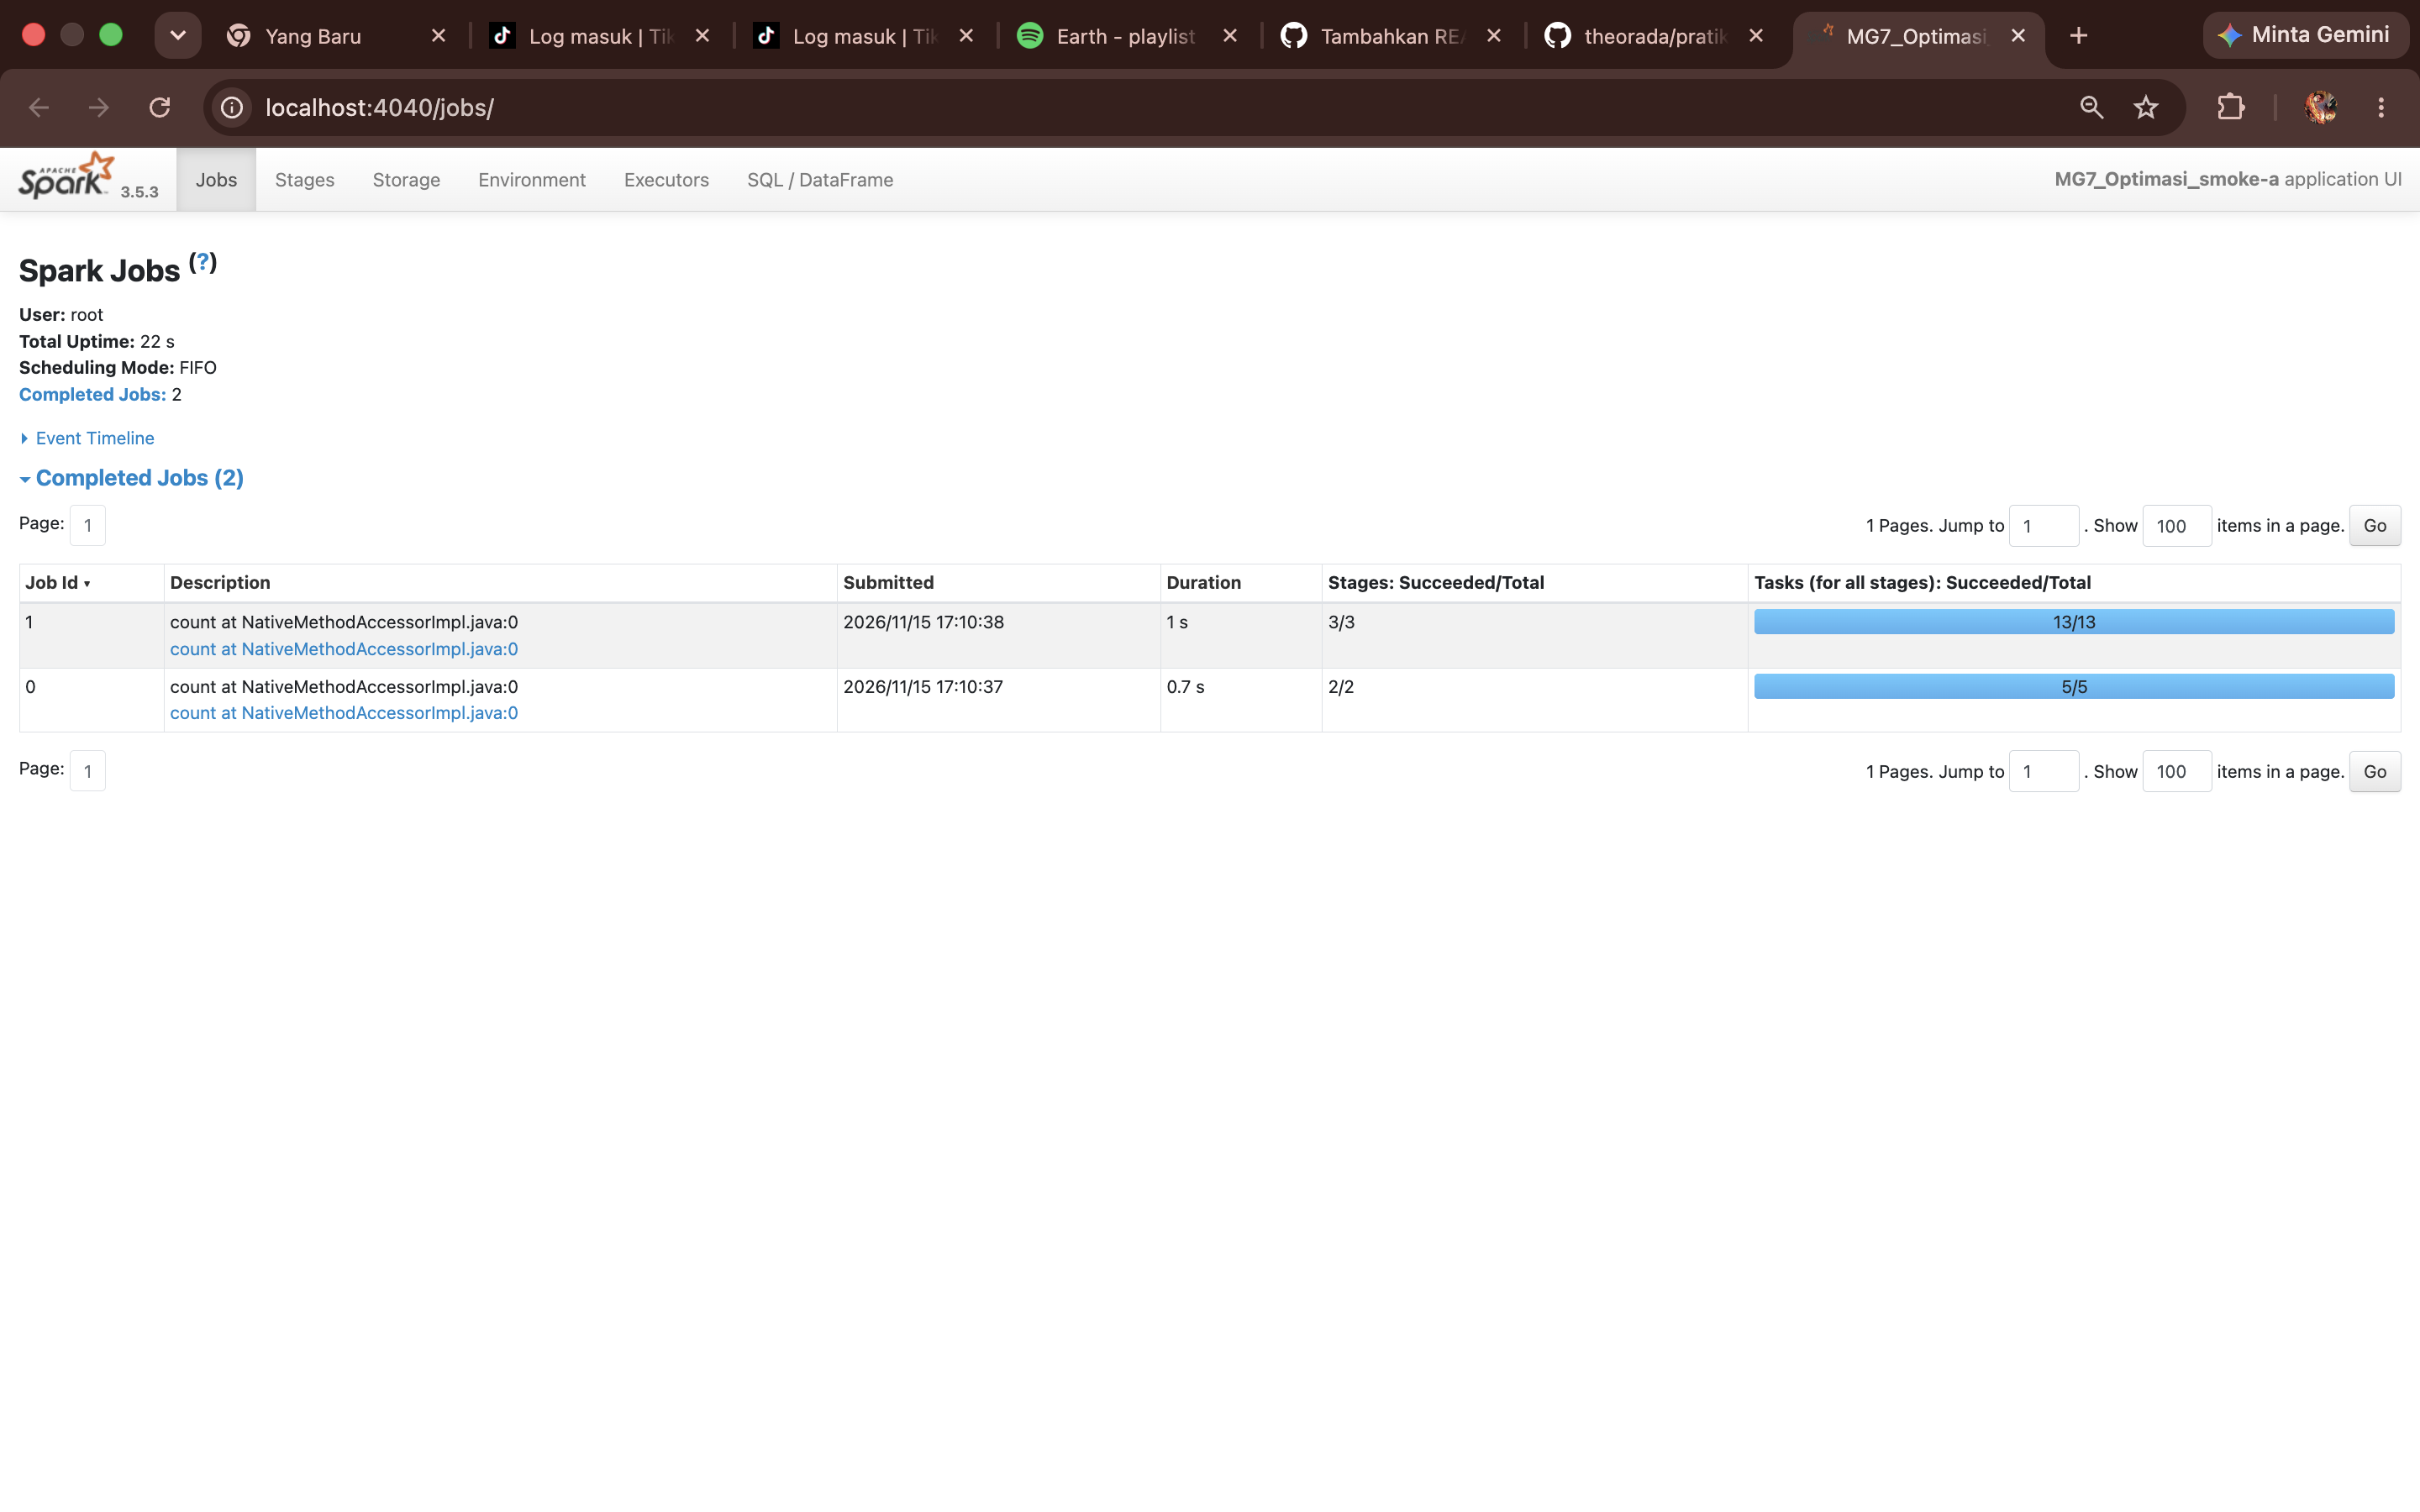 Yang Baru
Log masuk | Tik
Log masuk | Tik
Earth - playlist
Tambahkan REA
theorada/pratik
MG7_Optimasi
Minta Gemini
localhost:4040/jobs/
APACHE Spark 3.5.3
Jobs
Stages
Storage
Environment
Executors
SQL / DataFrame
MG7_Optimasi_smoke-a application UI
Spark Jobs (?)
User: root
Total Uptime: 22 s
Scheduling Mode: FIFO
Completed Jobs: 2
Event Timeline
Completed Jobs (2)
Page: 1
1 Pages. Jump to 1 . Show 100 items in a page. Go
Job Id ▾ Description Submitted Duration Stages: Succeeded/Total Tasks (for all stages): Succeeded/Total
1 count at NativeMethodAccessorImpl.java:0 2026/11/15 17:10:38 1 s 3/3 13/13
count at NativeMethodAccessorImpl.java:0
0 count at NativeMethodAccessorImpl.java:0 2026/11/15 17:10:37 0.7 s 2/2 5/5
count at NativeMethodAccessorImpl.java:0
Page: 1
1 Pages. Jump to 1 . Show 100 items in a page. Go